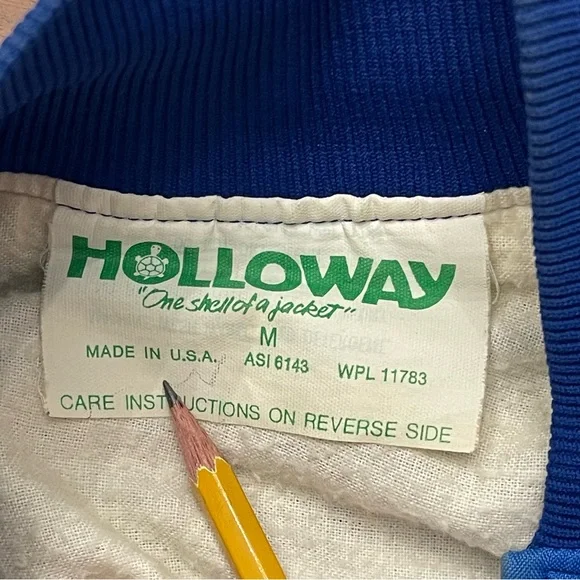 HOLLOWAY
"One shell of a jacket"
M
MADE IN U.S.A. ASI 6143 WPL 11783
CARE INSTRUCTIONS ON REVERSE SIDE